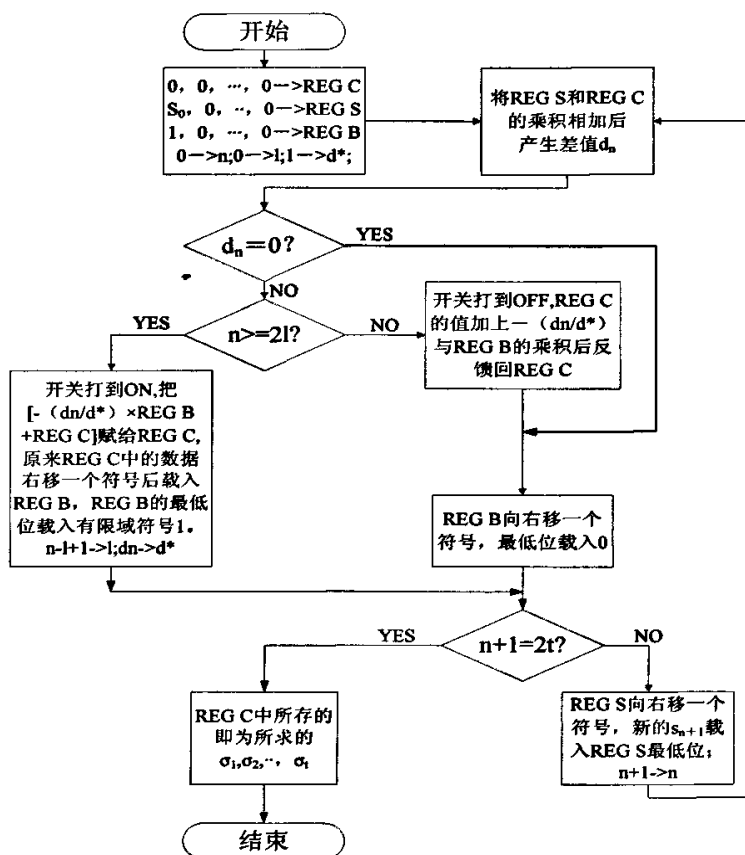 开始
0，0，…，0—>REG C
S₀，0，‥，0—>REG S
1，0，…，0—>REG B
0—>n;0—>l;1—>d*;
将REG S和REG C
的乘积相加后
产生差值dₙ
dₙ＝0？
YES
NO
n>=2l?
YES
NO
开关打到OFF,REG C
的值加上－（dn/d*）
与REG B的乘积后反
馈回REG C
开关打到ON,把
[-（dn/d*）×REG B
+REG C]赋给REG C,
原来REG C中的数据
右移一个符号后载入
REG B，REG B的最低
位载入有限域符号1。
n-l+1->l;dn->d*
REG B向右移一个
符号，最低位载入0
n+1=2t?
YES
NO
REG C中所存的
即为所求的
σ₁,σ₂,‥，σₜ
REG S向右移一个
符号，新的sₙ₊₁载
入REG S最低位；
n+1->n
结束